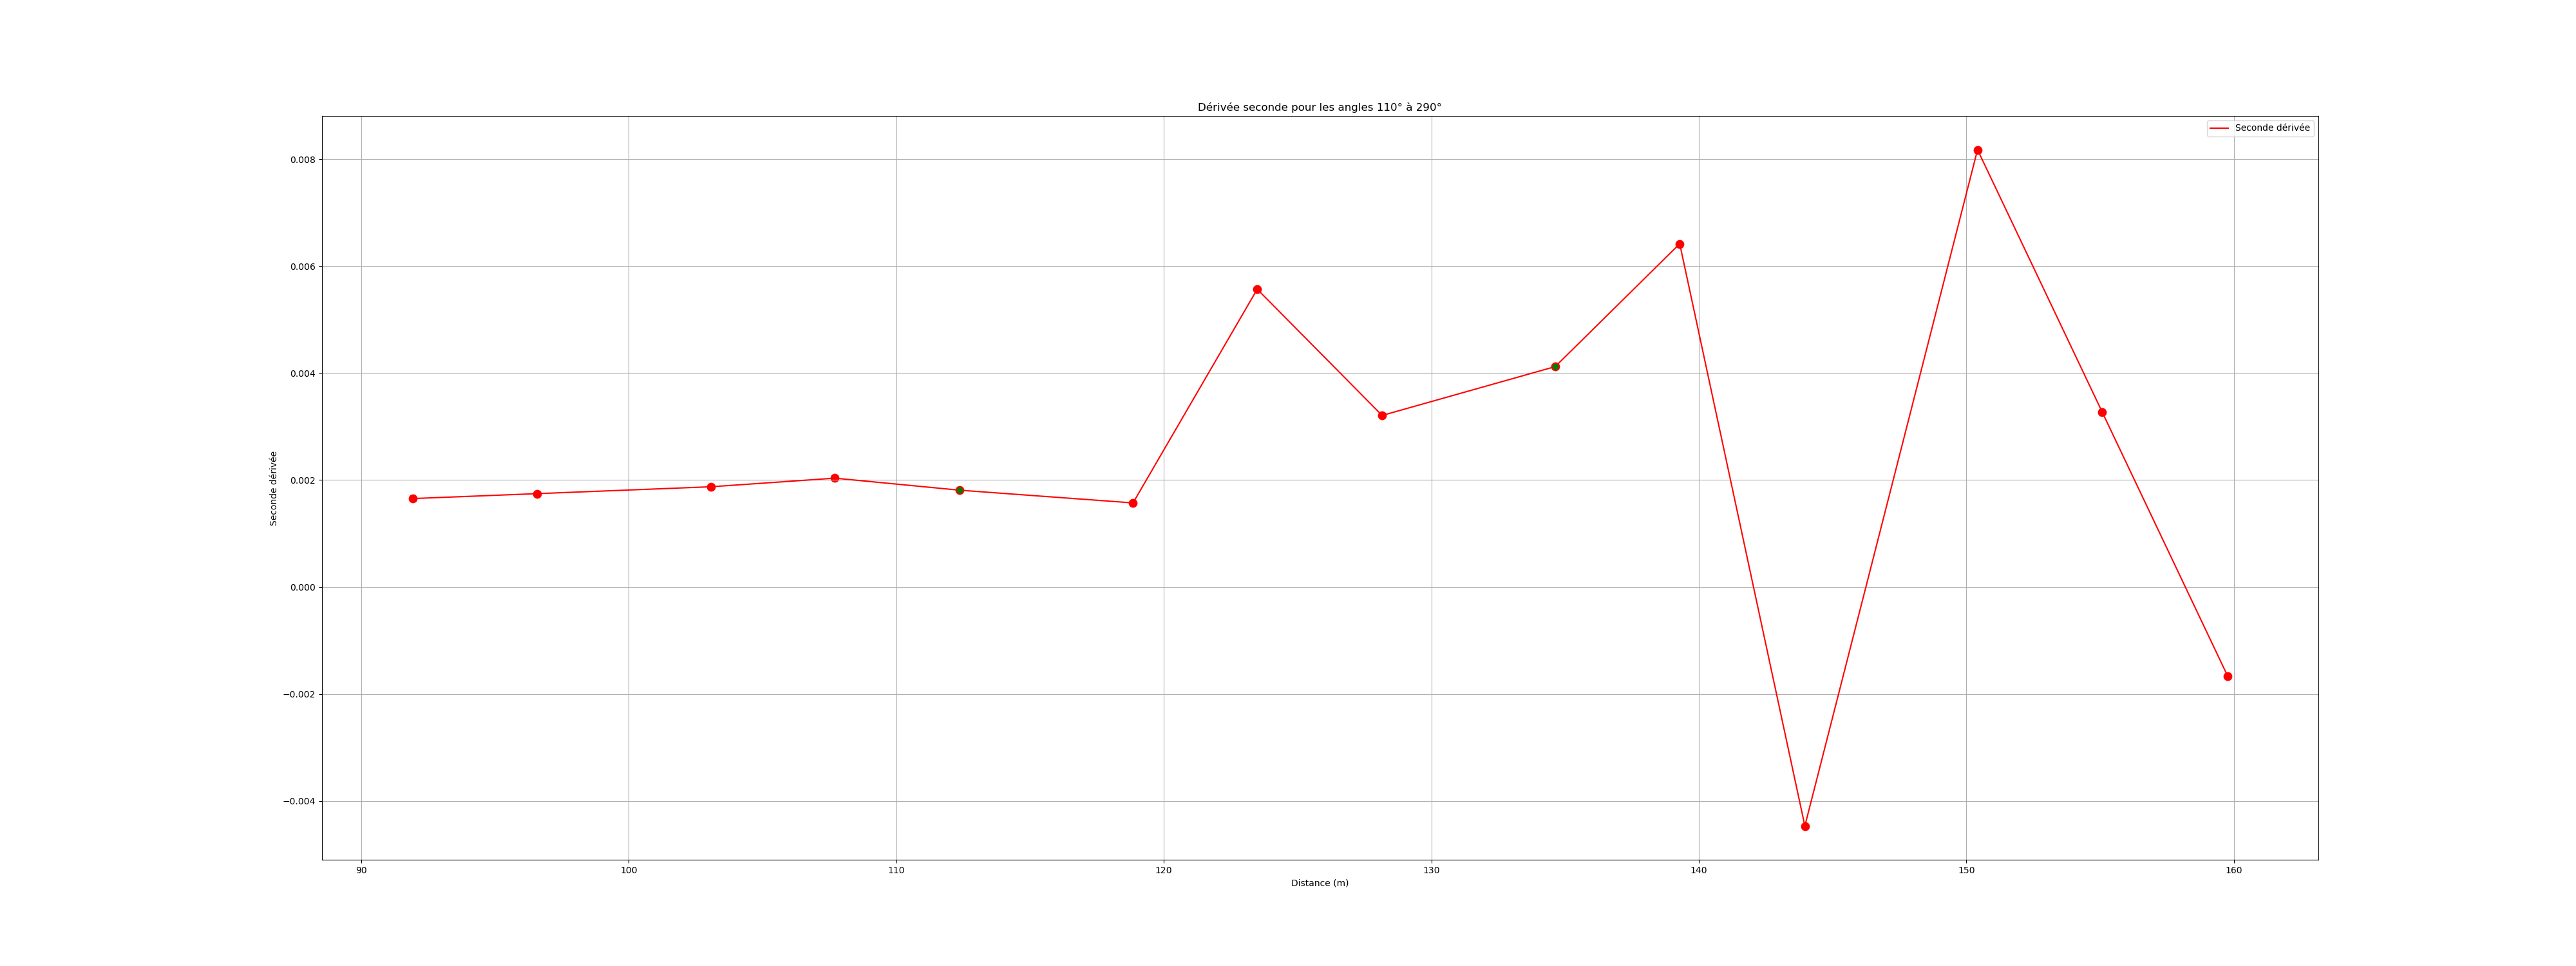 Dérivée seconde pour les angles 110° à 290°
Seconde dérivée
0.008
0.006
0.004
0.002
0.000
−0.002
−0.004
Seconde dérivée
90 100 110 120 130 140 150 160
Distance (m)